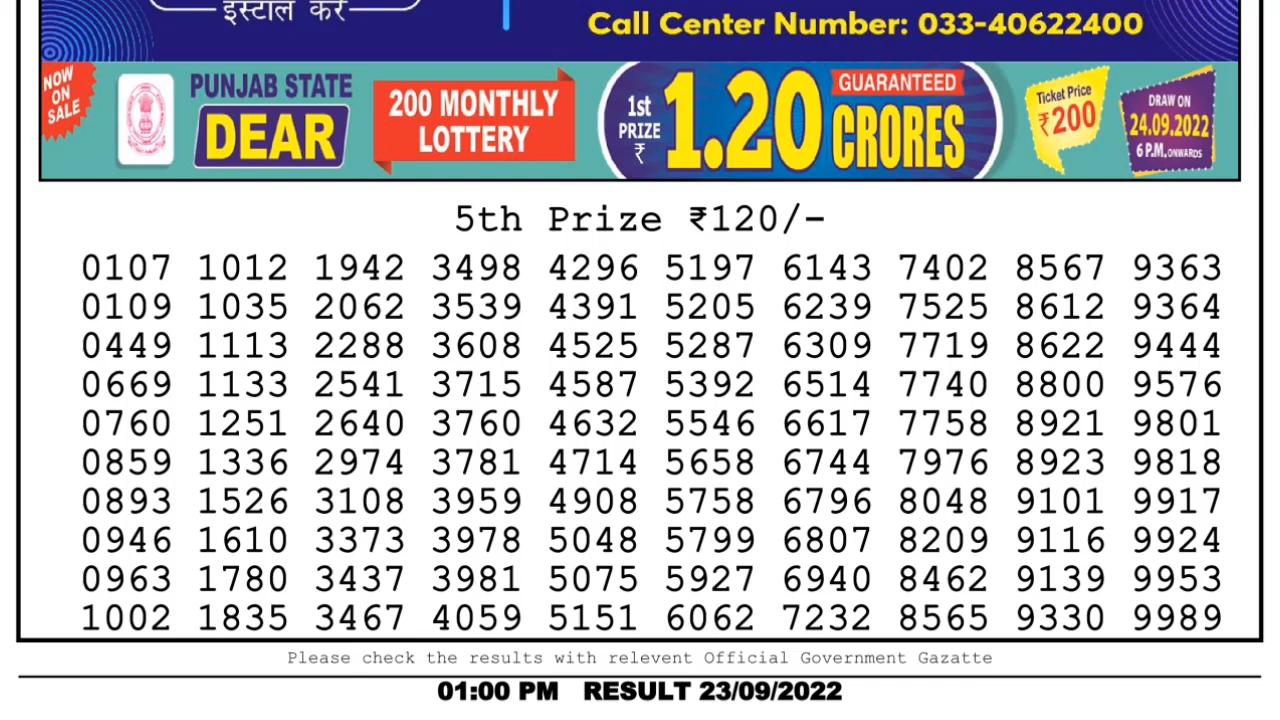 इंस्टॉल करें
Call Center Number: 033-40622400
NOW
ON
SALE
PUNJAB STATE
DEAR
200 MONTHLY
LOTTERY
1st
PRIZE
₹
1.20
GUARANTEED
CRORES
Ticket Price
₹200
DRAW ON
24.09.2022
6 P.M. ONWARDS
5th Prize ₹120/-
0107 1012 1942 3498 4296 5197 6143 7402 8567 9363
0109 1035 2062 3539 4391 5205 6239 7525 8612 9364
0449 1113 2288 3608 4525 5287 6309 7719 8622 9444
0669 1133 2541 3715 4587 5392 6514 7740 8800 9576
0760 1251 2640 3760 4632 5546 6617 7758 8921 9801
0859 1336 2974 3781 4714 5658 6744 7976 8923 9818
0893 1526 3108 3959 4908 5758 6796 8048 9101 9917
0946 1610 3373 3978 5048 5799 6807 8209 9116 9924
0963 1780 3437 3981 5075 5927 6940 8462 9139 9953
1002 1835 3467 4059 5151 6062 7232 8565 9330 9989
Please check the results with relevent Official Government Gazatte
01:00 PM RESULT 23/09/2022